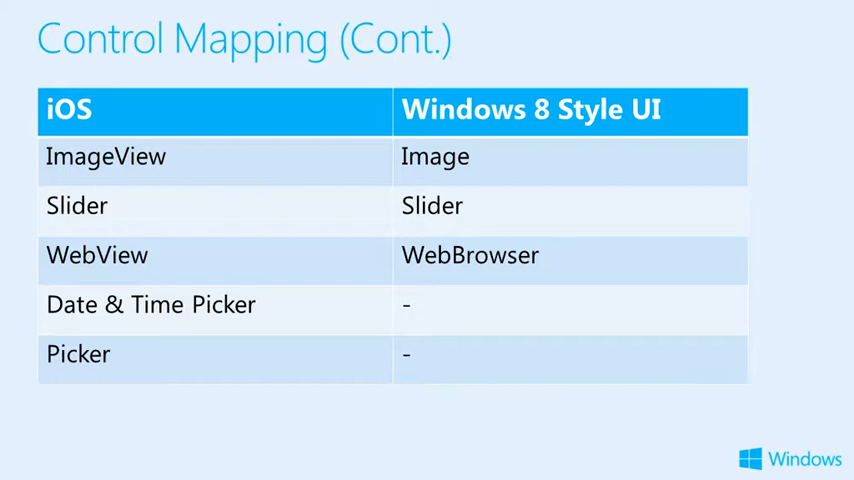 Control Mapping (Cont.)
iOS Windows 8 Style UI
ImageView Image
Slider Slider
WebView WebBrowser
Date & Time Picker -
Picker -
Windows